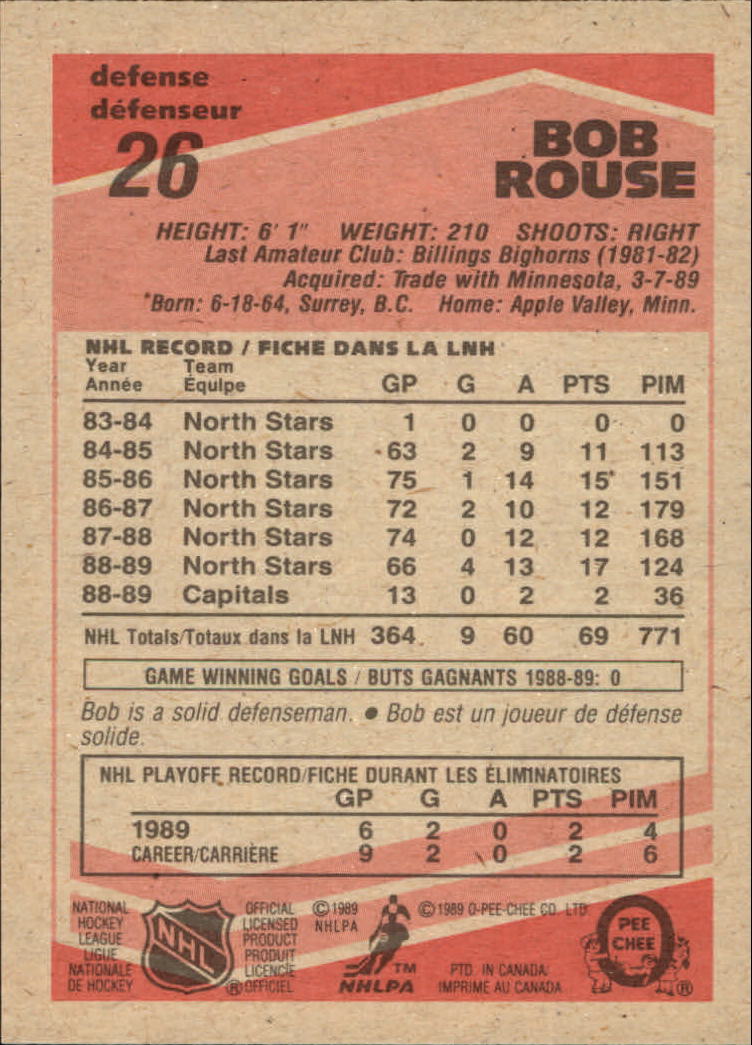 defense
défenseur
26
BOB
ROUSE
HEIGHT: 6' 1" WEIGHT: 210 SHOOTS: RIGHT
Last Amateur Club: Billings Bighorns (1981-82)
Acquired: Trade with Minnesota, 3-7-89
Born: 6-18-64, Surrey, B.C. Home: Apple Valley, Minn.
NHL RECORD / FICHE DANS LA LNH
Year Team
Année Équipe GP G A PTS PIM
83-84 North Stars 1 0 0 0 0
84-85 North Stars 63 2 9 11 113
85-86 North Stars 75 1 14 15 151
86-87 North Stars 72 2 10 12 179
87-88 North Stars 74 0 12 12 168
88-89 North Stars 66 4 13 17 124
88-89 Capitals 13 0 2 2 36
NHL Totals/Totaux dans la LNH 364 9 60 69 771
GAME WINNING GOALS / BUTS GAGNANTS 1988-89: 0
Bob is a solid defenseman. ● Bob est un joueur de défense
solide.
NHL PLAYOFF RECORD/FICHE DURANT LES ÉLIMINATOIRES
GP G A PTS PIM
1989 6 2 0 2 4
CAREER/CARRIÈRE 9 2 0 2 6
NATIONAL
HOCKEY
LEAGUE
LIGUE
NATIONALE
DE HOCKEY
NHL
®
OFFICIAL
LICENSED
PRODUCT
PRODUIT
LICENCIE
OFFICIEL
© 1989
NHLPA
TM
NHLPA
© 1989 O-PEE-CHEE CO. LTD.
PTD. IN CANADA/
IMPRIMÉ AU CANADA
O
PEE
CHEE
®